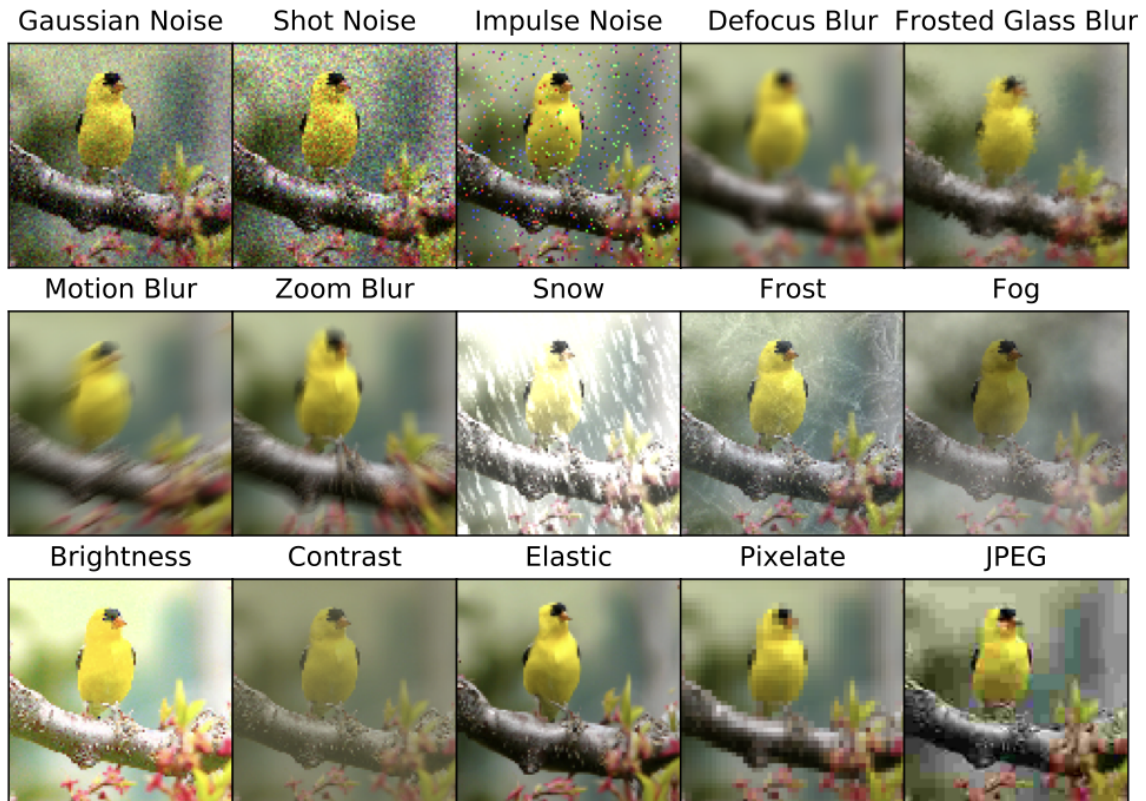 Gaussian Noise Shot Noise Impulse Noise Defocus Blur Frosted Glass Blur
Motion Blur Zoom Blur Snow Frost Fog
Brightness Contrast Elastic Pixelate JPEG